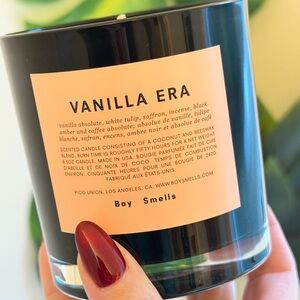 VANILLA ERA
vanilla absolute, white tulip, saffron, incense, black
amber and coffee absolute; absolue de vanille, tulipe
blanche, safran, encens, ambre noir et absolue de café
SCENTED CANDLE CONSISTING OF A COCONUT AND BEESWAX
BLEND. BURN TIME IS ROUGHLY FIFTY HOURS FOR A NET WEIGHT
8.5OZ CANDLE, MADE IN USA. BOUGIE PARFUMÉE FAIT DE CIRE
D'ABEILLE ET DE NOIX DE COCO. TEMPS DE COMBUSTION
ENVIRON: CINQUANTE HEURES POUR UNE BOUGIE DE 240G
FABRIQUÉ AUX ÉTATS-UNIS.
PICO UNION, LOS ANGELES, CA. WWW.BOYSMELLS.COM
Boy Smells